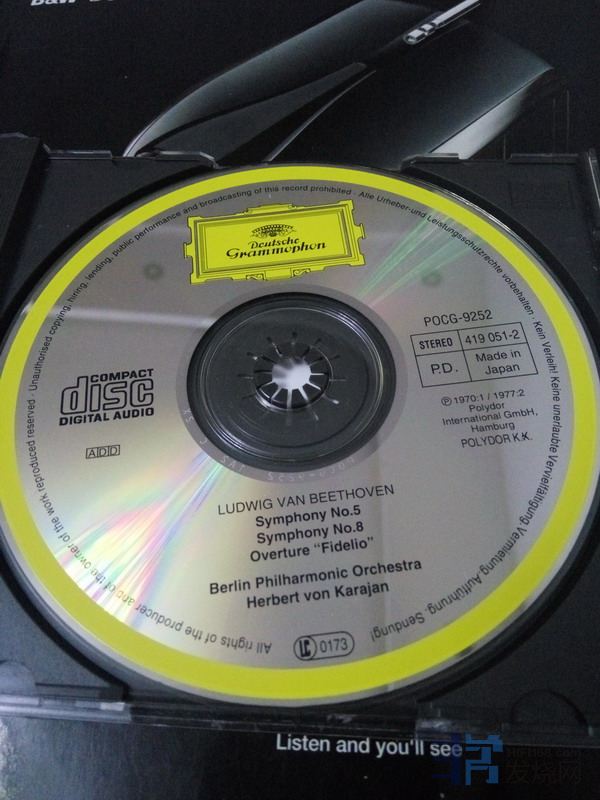 B&W
Unauthorised copying, hiring, lending, public performance and broadcasting of this record prohibited · Alle Urheber- und Leistungsschutzrechte vorbehalten · Kein Verleih! Keine unerlaubte Vervielfältigung, Vermietung, Aufführung, Sendung!
Deutsche
Grammophon
POCG-9252
STEREO 419 051-2
P.D. Made in
Japan
COMPACT
disc
DIGITAL AUDIO
ADD
Ⓟ 1970:1 / 1977:2
Polydor
International GmbH,
Hamburg
POLYDOR K.K.
LUDWIG VAN BEETHOVEN
Symphony No.5
Symphony No.8
Overture "Fidelio"
Berlin Philharmonic Orchestra
Herbert von Karajan
LC 0173
All rights of the producer and of the owner of the work reproduced reserved ·
Listen and you'll see
发烧网